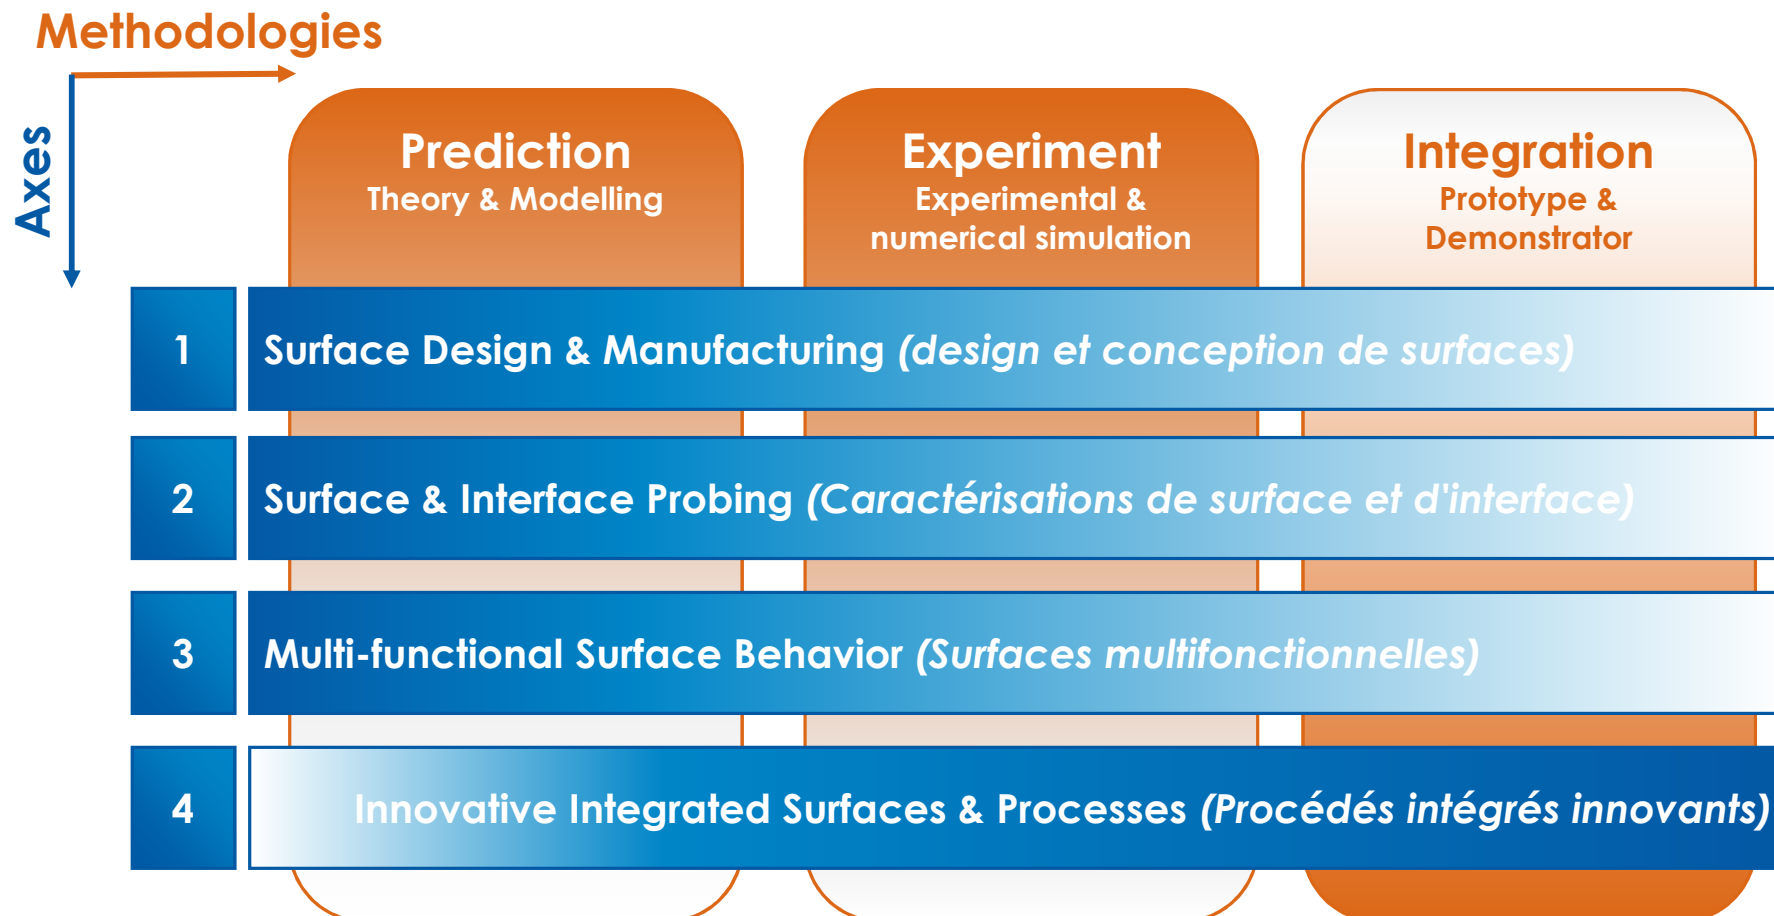 Methodologies
Axes
Prediction
Theory & Modelling
Experiment
Experimental &
numerical simulation
Integration
Prototype &
Demonstrator
1
Surface Design & Manufacturing (design et conception de surfaces)
2
Surface & Interface Probing (Caractérisations de surface et d'interface)
3
Multi-functional Surface Behavior (Surfaces multifonctionnelles)
4
Innovative Integrated Surfaces & Processes (Procédés intégrés innovants)